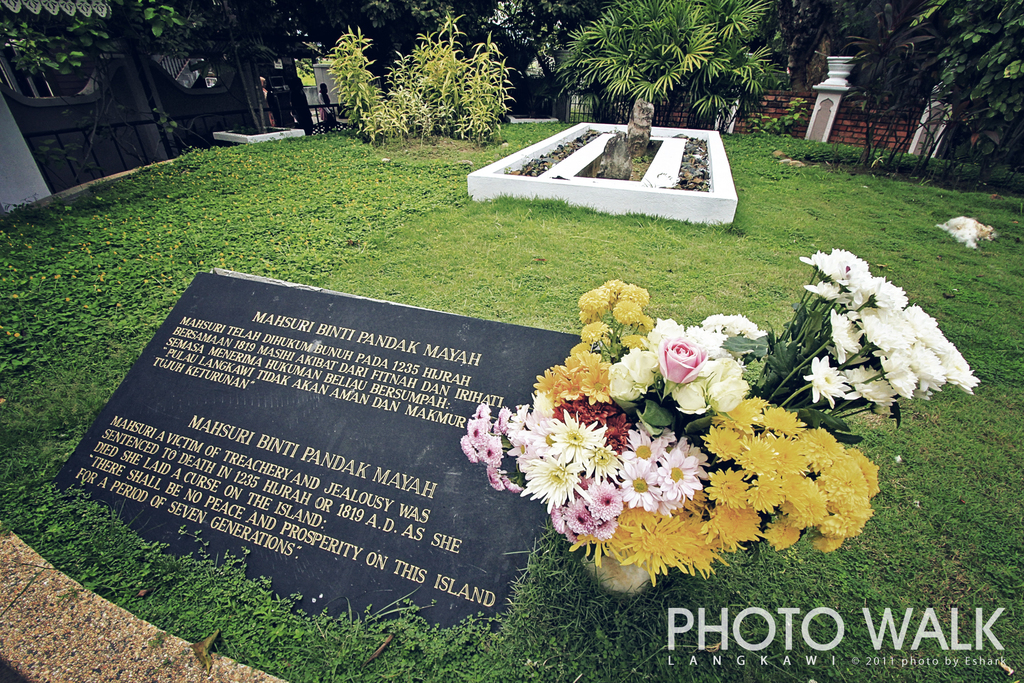 MAHSURI BINTI PANDAK MAYAH
MAHSURI TELAH DIHUKUM BUNUH PADA 1235 HIJRAH
BERSAMAAN 1819 MASIHI AKIBAT DARI FITNAH DAN IRIHATI
SEMASA MENERIMA HUKUMAN BELIAU BERSUMPAH:
"PULAU LANGKAWI TIDAK AKAN AMAN DAN MAKMUR
TUJUH KETURUNAN"
MAHSURI BINTI PANDAK MAYAH
MAHSURI A VICTIM OF TREACHERY AND JEALOUSY WAS
SENTENCED TO DEATH IN 1235 HIJRAH OR 1819 A.D. AS SHE
DIED SHE LAID A CURSE ON THE ISLAND:
"THERE SHALL BE NO PEACE AND PROSPERITY ON THIS ISLAND
FOR A PERIOD OF SEVEN GENERATIONS"
PHOTO WALK
LANGKAWI © 2011 photo by Eshark